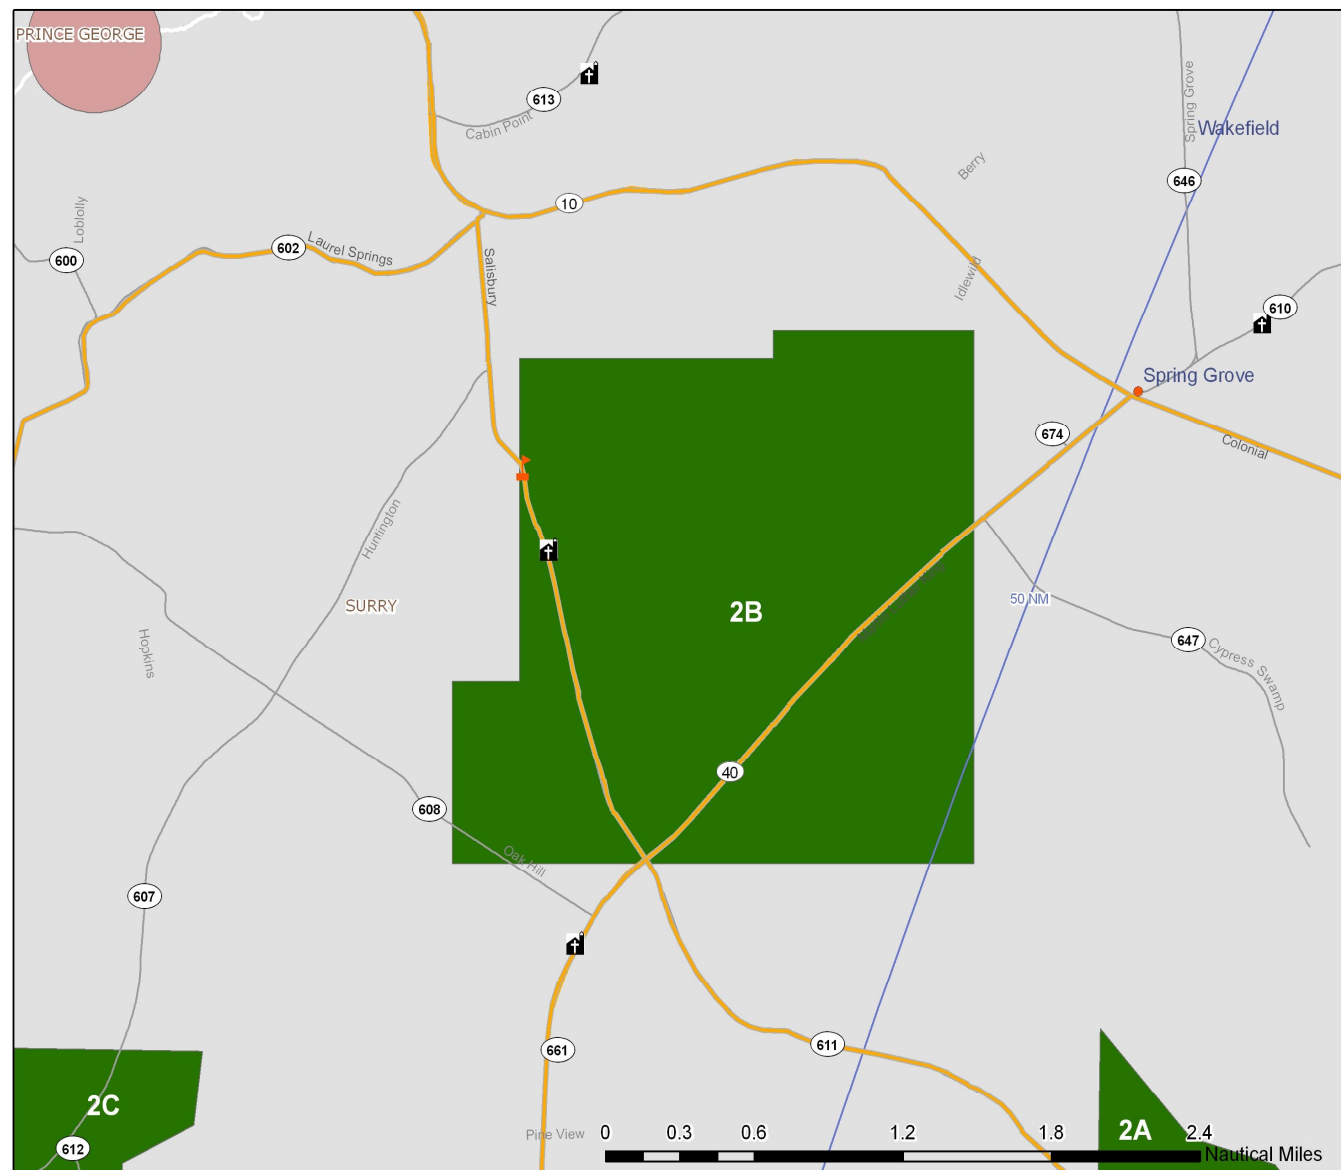 PRINCE GEORGE
613
Cabin Point
Spring Grove
Wakefield
646
Berry
10
Loblolly
600
602
Laurel Springs
Salisbury
Idlewild
610
Spring Grove
674
Colonial
Huntington
SURRY
2B
50 NM
647
Cypress Swamp
Hopkins
40
608
Oak Hill
607
661
611
2C
612
Pine View
2A
0 0.3 0.6 1.2 1.8 2.4
Nautical Miles